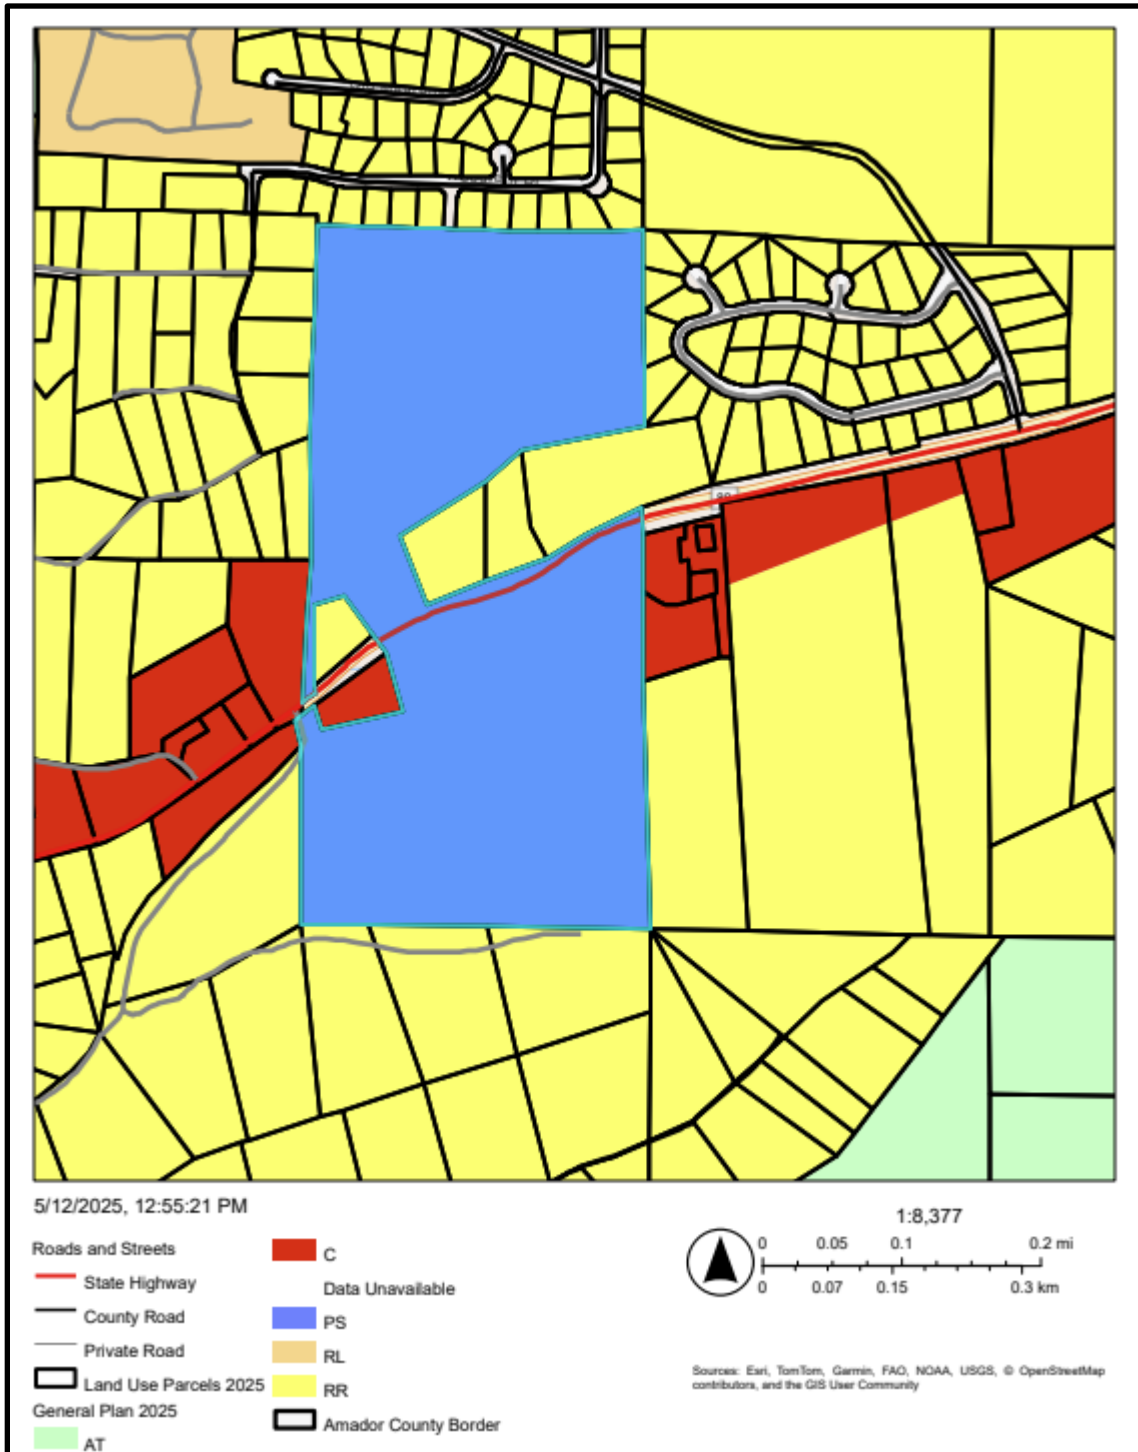 5/12/2025, 12:55:21 PM
Roads and Streets
State Highway
County Road
Private Road
Land Use Parcels 2025
General Plan 2025
AT
C
Data Unavailable
PS
RL
RR
Amador County Border
1:8,377
0 0.05 0.1 0.2 mi
0 0.07 0.15 0.3 km
Sources: Esri, TomTom, Garmin, FAO, NOAA, USGS, © OpenStreetMap
contributors, and the GIS User Community